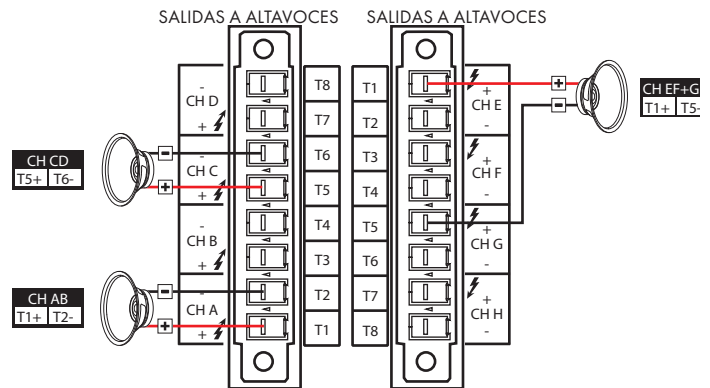 SALIDAS A ALTAVOCES
SALIDAS A ALTAVOCES
-
CH D
+
-
CH C
+
-
CH B
+
-
CH A
+
T8
T7
T6
T5
T4
T3
T2
T1
T1
T2
T3
T4
T5
T6
T7
T8
+
CH E
-
+
CH F
-
+
CH G
-
+
CH H
-
CH CD
T5+ T6-
-
+
CH AB
T1+ T2-
-
+
+
-
CH EF+G
T1+ T5-